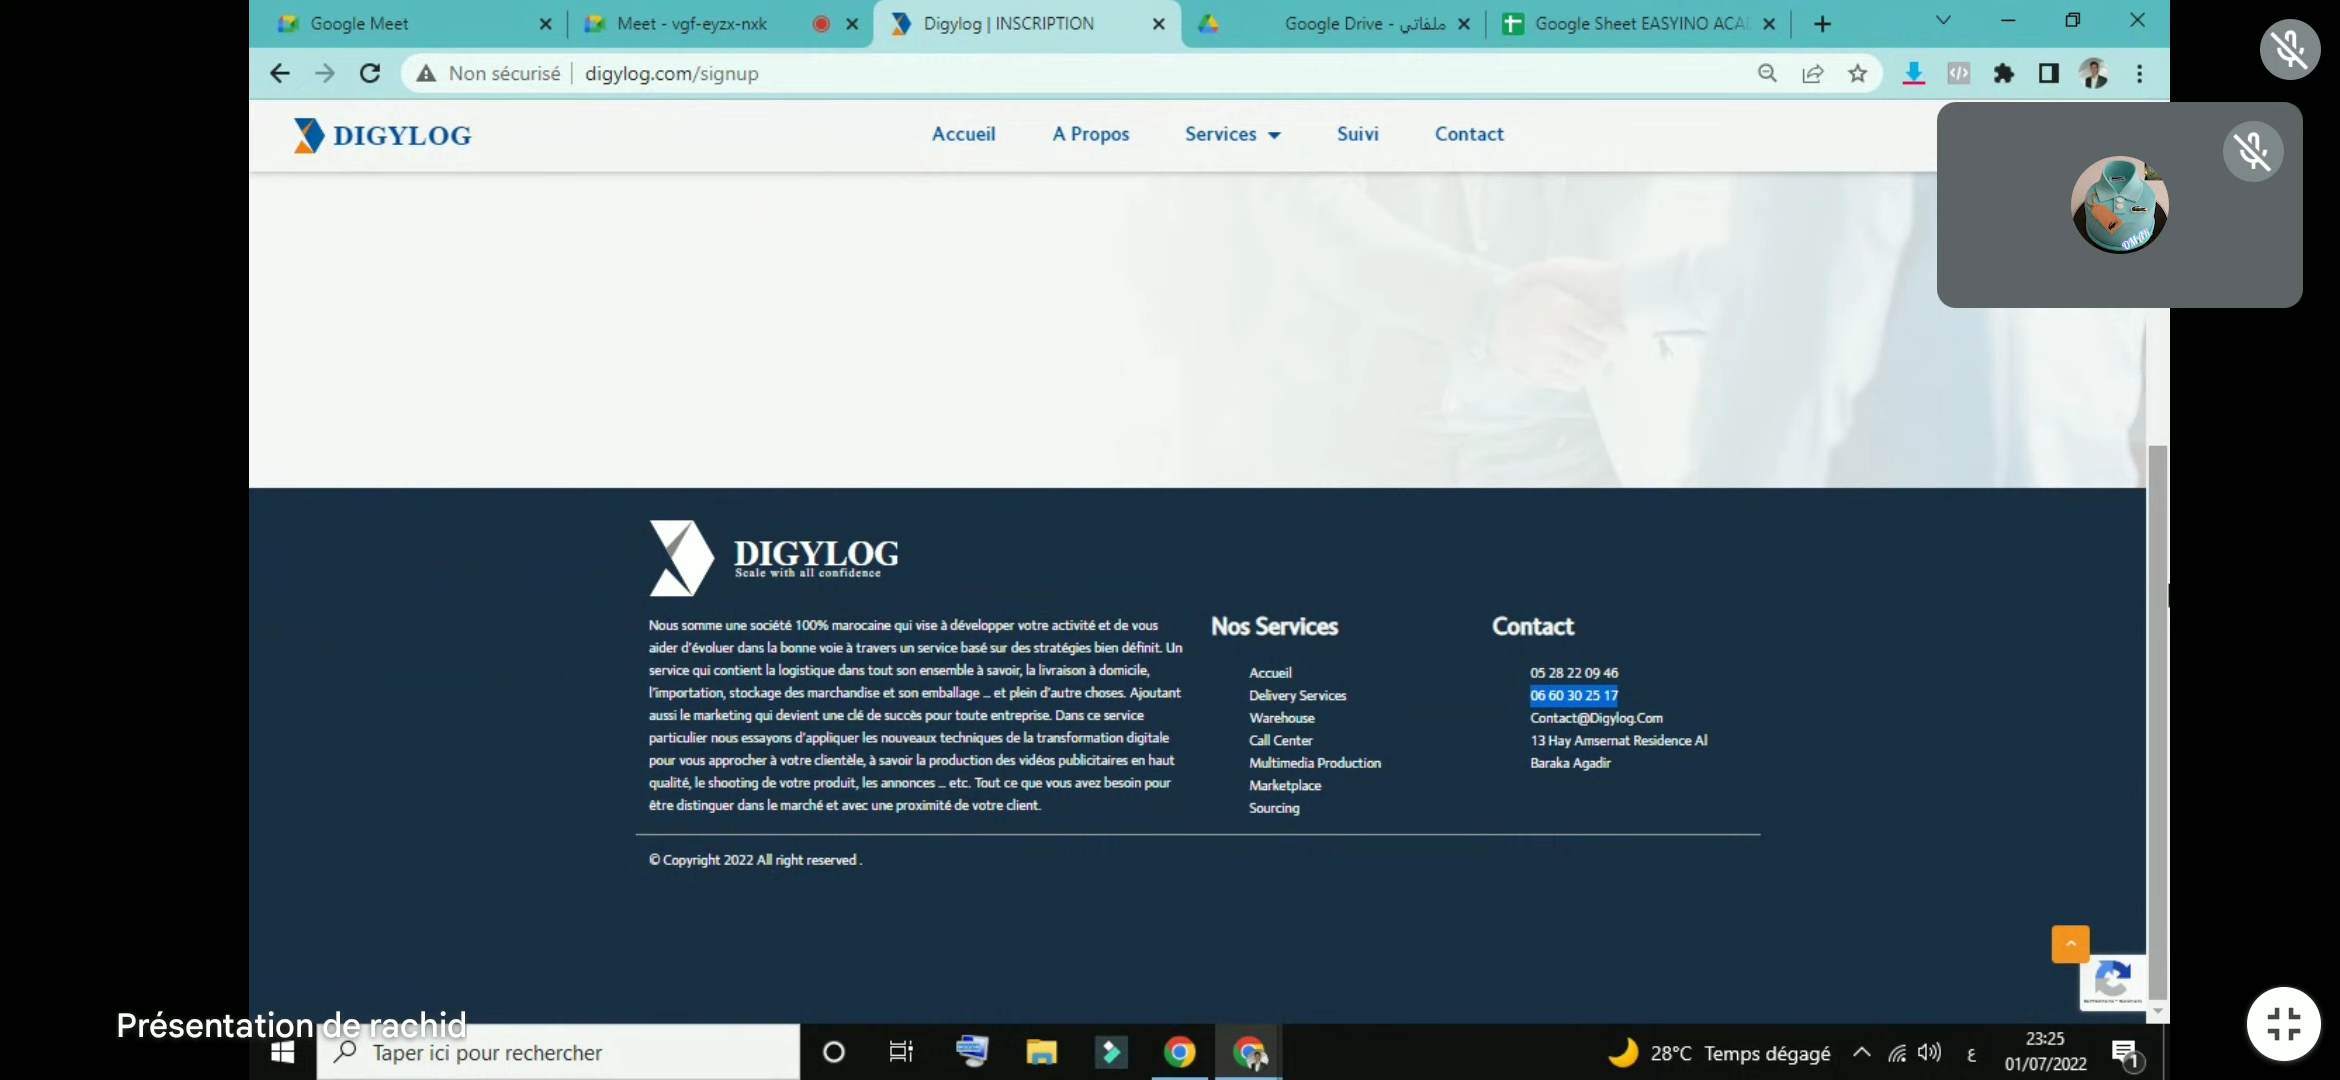 Google Meet
Meet - vgf-eyzx-nxk
Digylog | INSCRIPTION
Google Drive - ملفاتي
Google Sheet EASYINO ACA
Non sécurisé
digylog.com/signup
DIGYLOG
Accueil
A Propos
Services
Suivi
Contact
DIGYLOG
Scale with all confidence
Nous somme une société 100% marocaine qui vise à développer votre activité et de vous
aider d'évoluer dans la bonne voie à travers un service basé sur des stratégies bien définit. Un
service qui contient la logistique dans tout son ensemble à savoir, la livraison à domicile,
l'importation, stockage des marchandise et son emballage ... et plein d'autre choses. Ajoutant
aussi le marketing qui devient une clé de succès pour toute entreprise. Dans ce service
particulier nous essayons d'appliquer les nouveaux techniques de la transformation digitale
pour vous approcher à votre clientèle, à savoir la production des vidéos publicitaires en haut
qualité, le shooting de votre produit, les annonces ... etc. Tout ce que vous avez besoin pour
être distinguer dans le marché et avec une proximité de votre client.
Nos Services
Accueil
Delivery Services
Warehouse
Call Center
Multimedia Production
Marketplace
Sourcing
Contact
05 28 22 09 46
06 60 30 25 17
Contact@Digylog.Com
13 Hay Amsernat Residence Al
Baraka Agadir
© Copyright 2022 All right reserved .
Présentation de rachid
Taper ici pour rechercher
28°C Temps dégagé
ع
23:25
01/07/2022
1